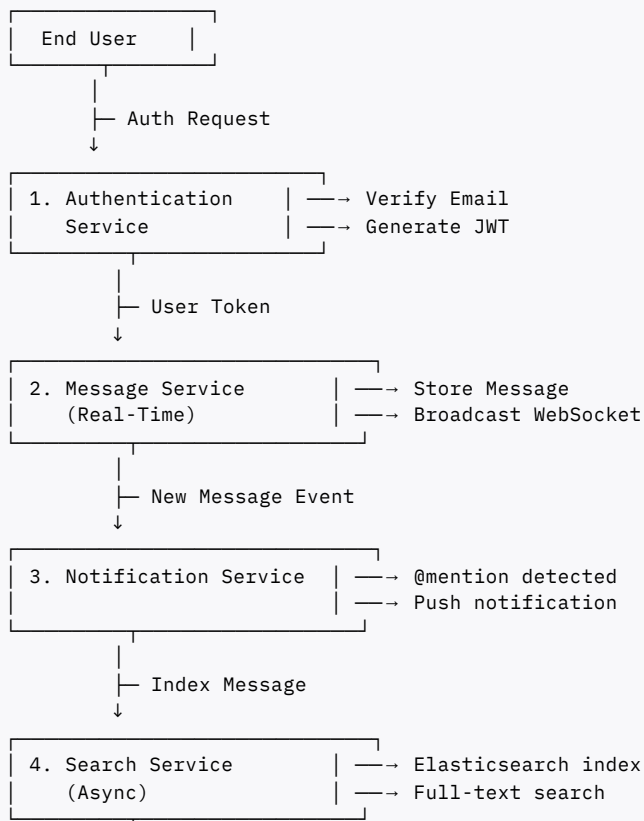 End User
Auth Request
1. Authentication → Verify Email
Service → Generate JWT
User Token
2. Message Service → Store Message
(Real-Time) → Broadcast WebSocket
New Message Event
3. Notification Service → @mention detected
→ Push notification
Index Message
4. Search Service → Elasticsearch index
(Async) → Full-text search